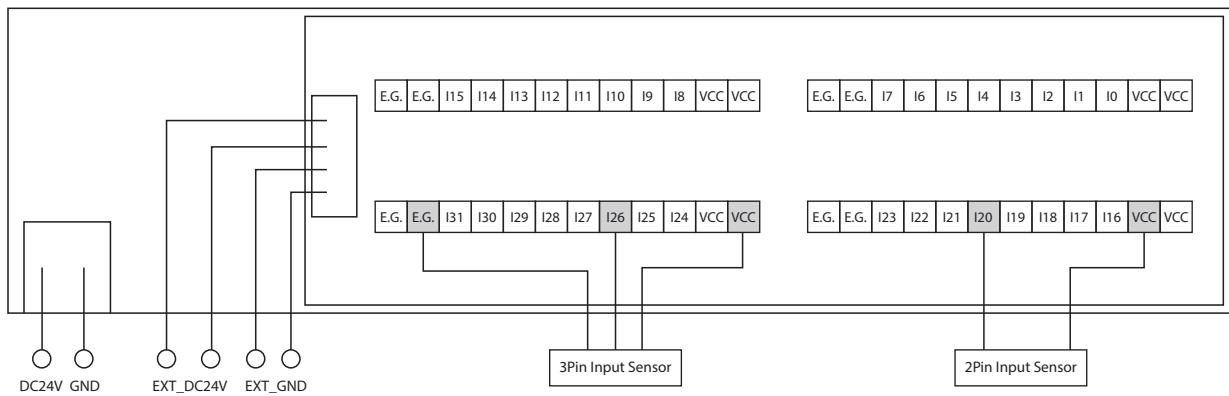 E.G. E.G. I15 I14 I13 I12 I11 I10 I9 I8 VCC VCC
E.G. E.G. I7 I6 I5 I4 I3 I2 I1 I0 VCC VCC
E.G. E.G. I31 I30 I29 I28 I27 I26 I25 I24 VCC VCC
E.G. E.G. I23 I22 I21 I20 I19 I18 I17 I16 VCC VCC
3Pin Input Sensor
2Pin Input Sensor
DC24V GND EXT_DC24V EXT_GND